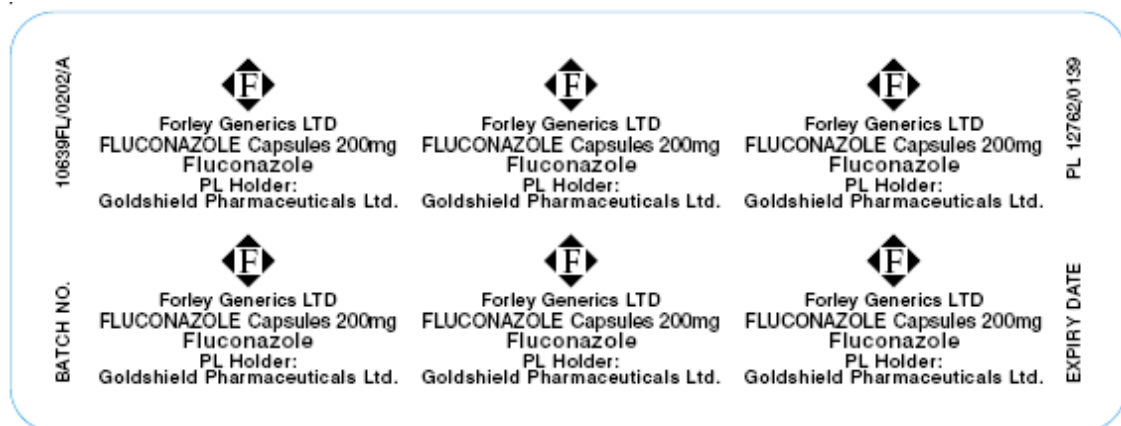 10639FL/0202/A
F
Forley Generics LTD
FLUCONAZOLE Capsules 200mg
Fluconazole
PL Holder:
Goldshield Pharmaceuticals Ltd.
F
Forley Generics LTD
FLUCONAZOLE Capsules 200mg
Fluconazole
PL Holder:
Goldshield Pharmaceuticals Ltd.
F
Forley Generics LTD
FLUCONAZOLE Capsules 200mg
Fluconazole
PL Holder:
Goldshield Pharmaceuticals Ltd.
PL 12762/0139
BATCH NO.
F
Forley Generics LTD
FLUCONAZOLE Capsules 200mg
Fluconazole
PL Holder:
Goldshield Pharmaceuticals Ltd.
F
Forley Generics LTD
FLUCONAZOLE Capsules 200mg
Fluconazole
PL Holder:
Goldshield Pharmaceuticals Ltd.
F
Forley Generics LTD
FLUCONAZOLE Capsules 200mg
Fluconazole
PL Holder:
Goldshield Pharmaceuticals Ltd.
EXPIRY DATE